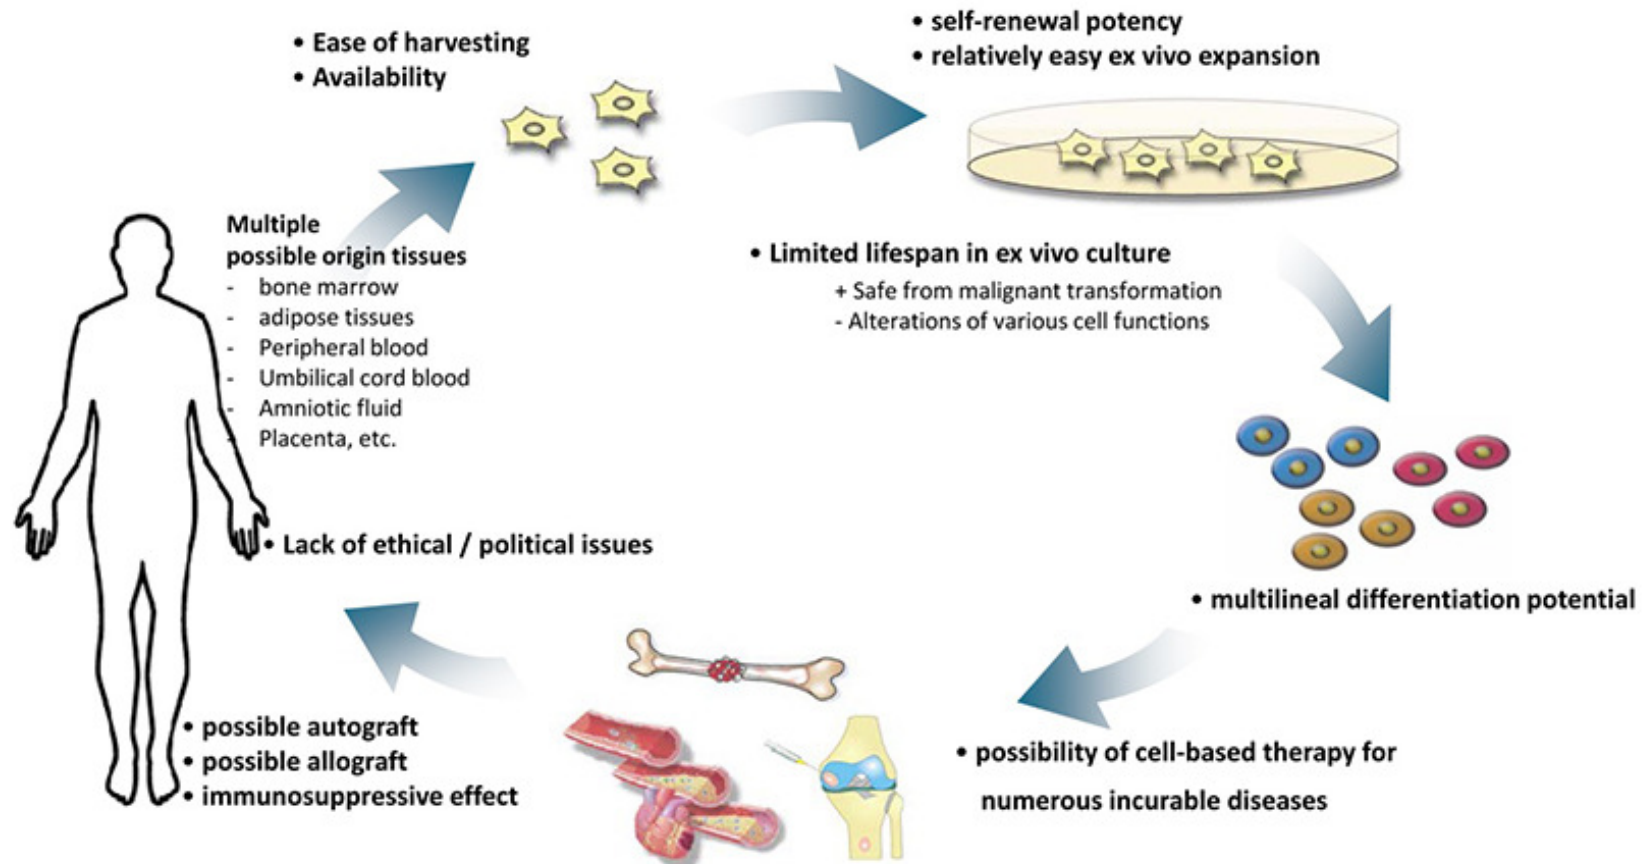 • Ease of harvesting
• Availability
• self-renewal potency
• relatively easy ex vivo expansion
Multiple
possible origin tissues
- bone marrow
- adipose tissues
- Peripheral blood
- Umbilical cord blood
- Amniotic fluid
- Placenta, etc.
• Limited lifespan in ex vivo culture
+ Safe from malignant transformation
- Alterations of various cell functions
• Lack of ethical / political issues
• multilineal differentiation potential
• possible autograft
• possible allograft
• immunosuppressive effect
• possibility of cell-based therapy for
numerous incurable diseases